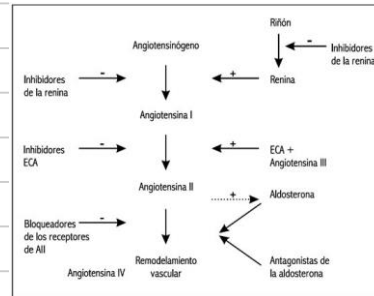 Riñón
Angiotensinógeno
-
Inhibidores
de la renina
Inhibidores
de la renina
-
+
Renina
Angiotensina I
Inhibidores
ECA
-
+
ECA +
Angiotensina III
Angiotensina II
+
Aldosterona
Bloqueadores
de los receptores
de AII
-
Angiotensina IV
Remodelamiento
vascular
Antagonistas de
la aldosterona